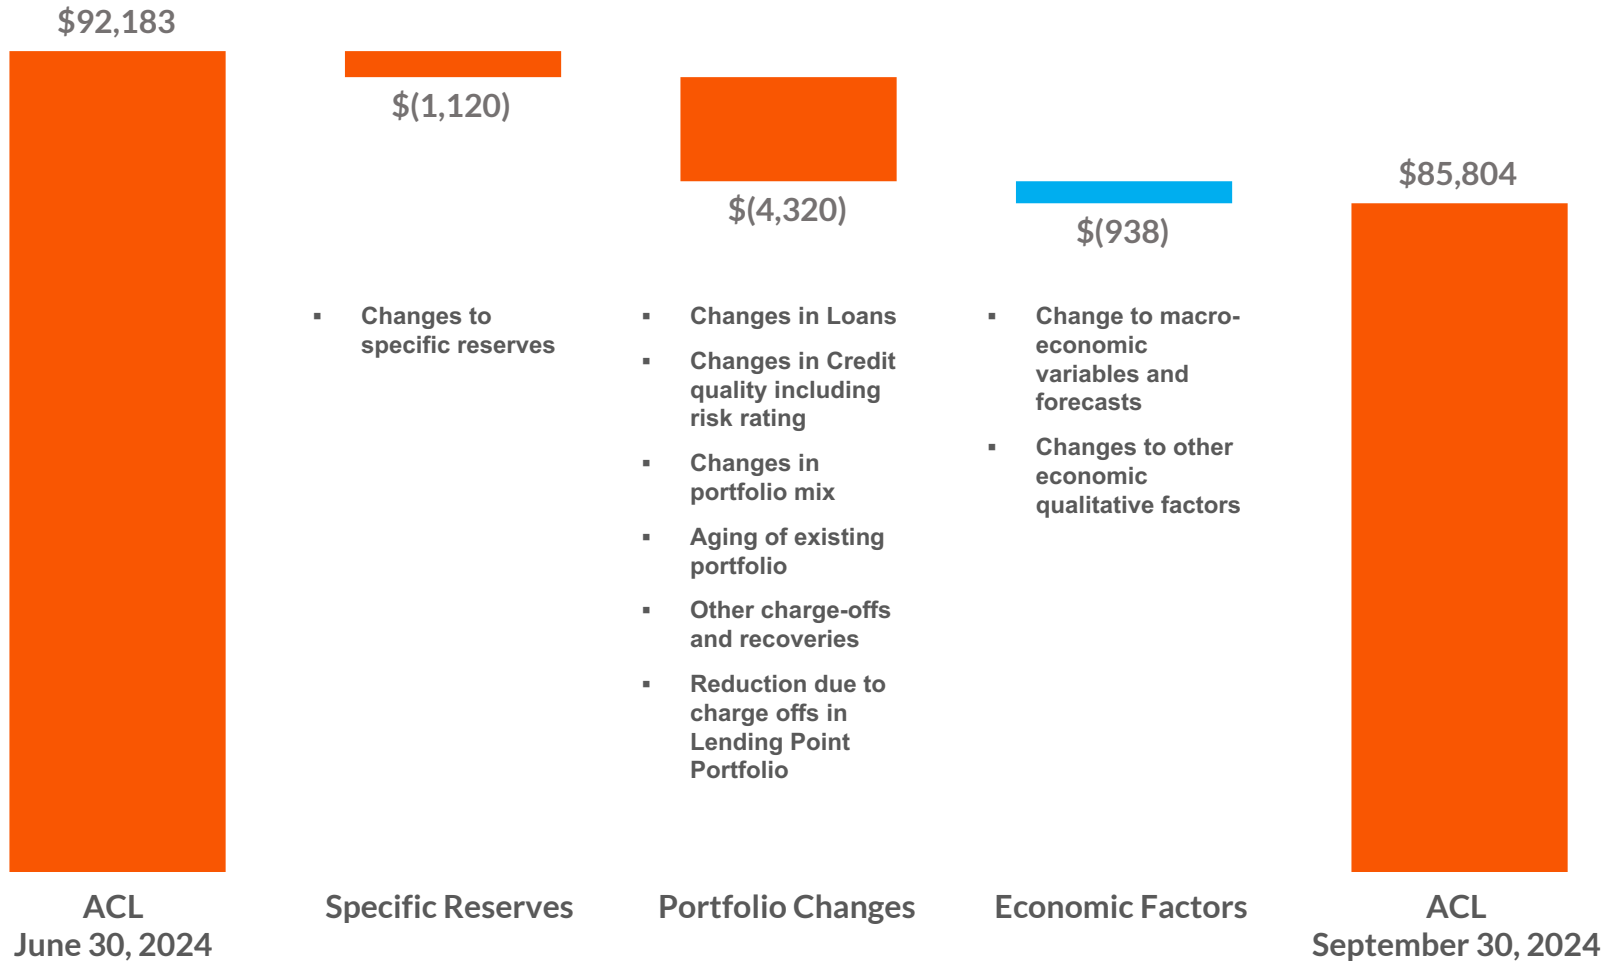 $92,183
$(1,120)
$(4,320)
$(938)
$85,804
▪ Changes to
specific reserves
▪ Changes in Loans
▪ Changes in Credit
quality including
risk rating
▪ Changes in
portfolio mix
▪ Aging of existing
portfolio
▪ Other charge-offs
and recoveries
▪ Reduction due to
charge offs in
Lending Point
Portfolio
▪ Change to macro-
economic
variables and
forecasts
▪ Changes to other
economic
qualitative factors
ACL
June 30, 2024
Specific Reserves
Portfolio Changes
Economic Factors
ACL
September 30, 2024